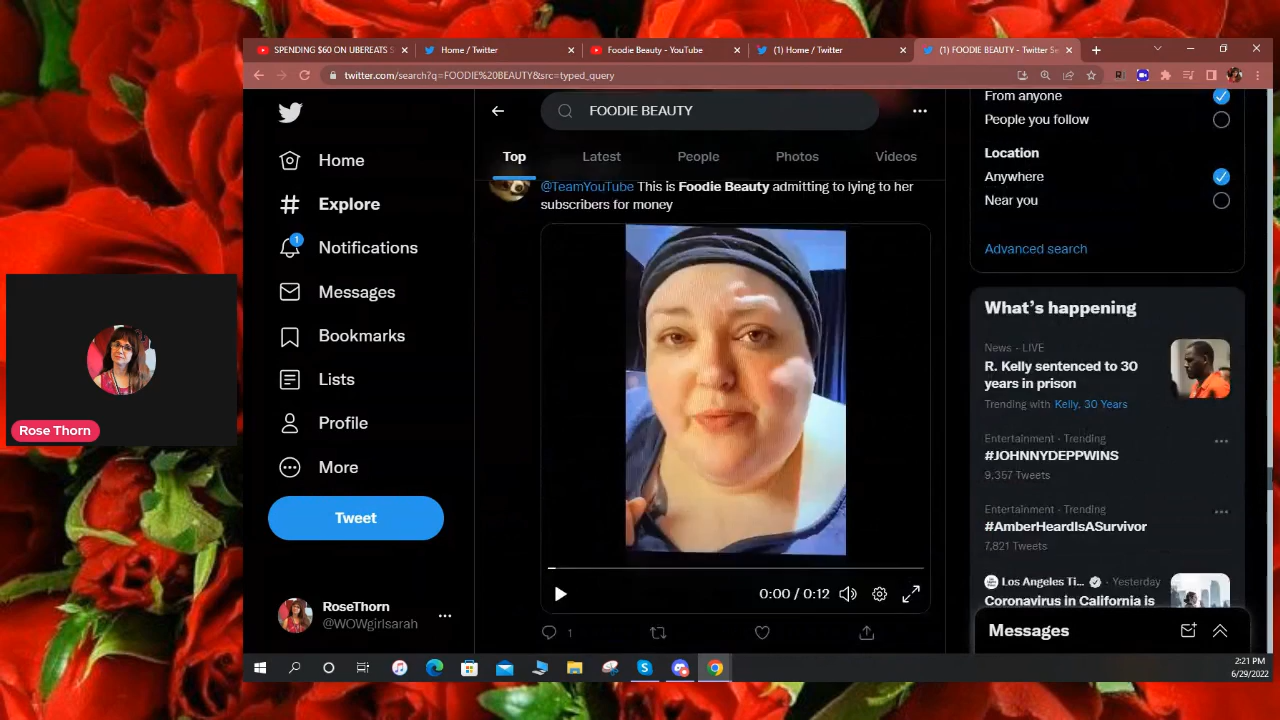 SPENDING $60 ON UBEREATS S
Home / Twitter
Foodie Beauty - YouTube
(1) Home / Twitter
(1) FOODIE BEAUTY - Twitter Se
twitter.com/search?q=FOODIE%20BEAUTY&src=typed_query
FOODIE BEAUTY
Top
Latest
People
Photos
Videos
Home
Explore
1
Notifications
Messages
Bookmarks
Lists
Profile
More
Tweet
RoseThorn
@WOWgirlsarah
@TeamYouTube This is Foodie Beauty admitting to lying to her
subscribers for money
0:00 / 0:12
1
From anyone
People you follow
Location
Anywhere
Near you
Advanced search
What's happening
News · LIVE
R. Kelly sentenced to 30
years in prison
Trending with Kelly, 30 Years
Entertainment · Trending
#JOHNNYDEPPWINS
9,357 Tweets
Entertainment · Trending
#AmberHeardIsASurvivor
7,821 Tweets
Los Angeles Ti... · Yesterday
Coronavirus in California is
Messages
Rose Thorn
2:21 PM
6/29/2022